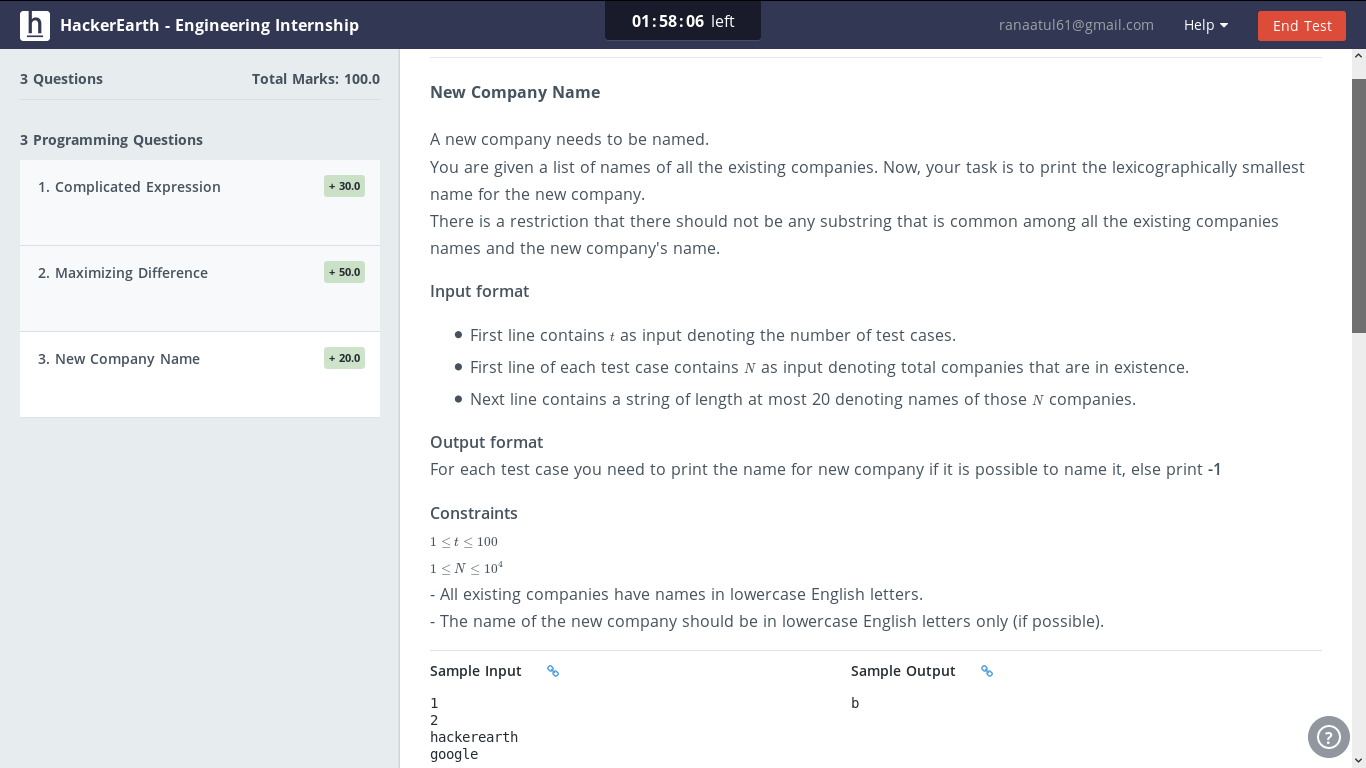 h HackerEarth - Engineering Internship
01:58:06 left
ranaatul61@gmail.com
Help
End Test
3 Questions
Total Marks: 100.0
3 Programming Questions
1. Complicated Expression
+ 30.0
2. Maximizing Difference
+ 50.0
3. New Company Name
+ 20.0
New Company Name
A new company needs to be named.
You are given a list of names of all the existing companies. Now, your task is to print the lexicographically smallest
name for the new company.
There is a restriction that there should not be any substring that is common among all the existing companies
names and the new company's name.
Input format
● First line contains t as input denoting the number of test cases.
● First line of each test case contains N as input denoting total companies that are in existence.
● Next line contains a string of length at most 20 denoting names of those N companies.
Output format
For each test case you need to print the name for new company if it is possible to name it, else print -1
Constraints
1 ≤ t ≤ 100
1 ≤ N ≤ 10⁴
- All existing companies have names in lowercase English letters.
- The name of the new company should be in lowercase English letters only (if possible).
Sample Input
1
2
hackerearth
google
Sample Output
b
?